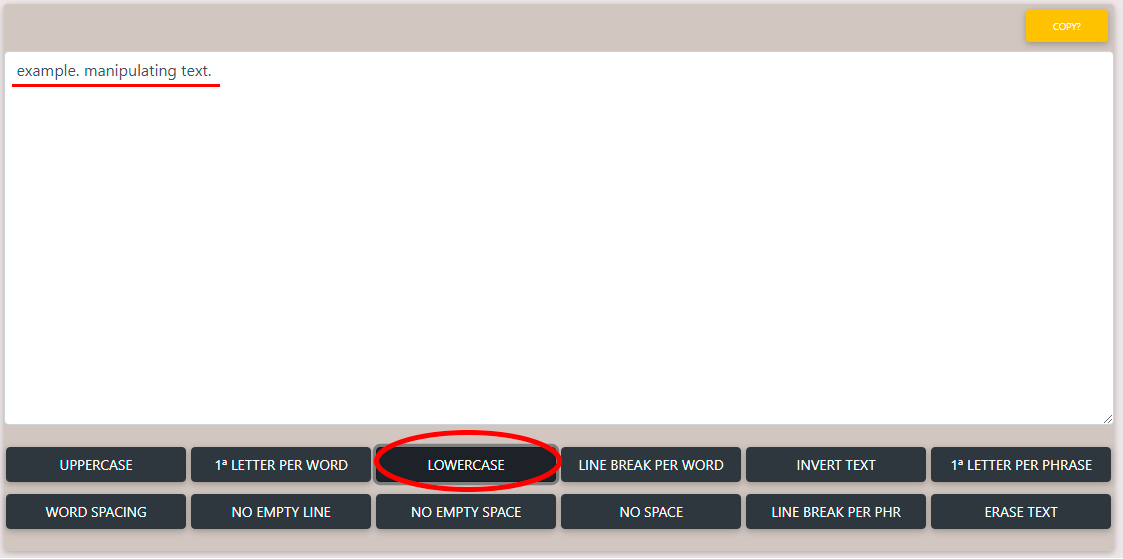 COPY?
example. manipulating text.
UPPERCASE 1ª LETTER PER WORD LOWERCASE LINE BREAK PER WORD INVERT TEXT 1ª LETTER PER PHRASE
WORD SPACING NO EMPTY LINE NO EMPTY SPACE NO SPACE LINE BREAK PER PHR ERASE TEXT